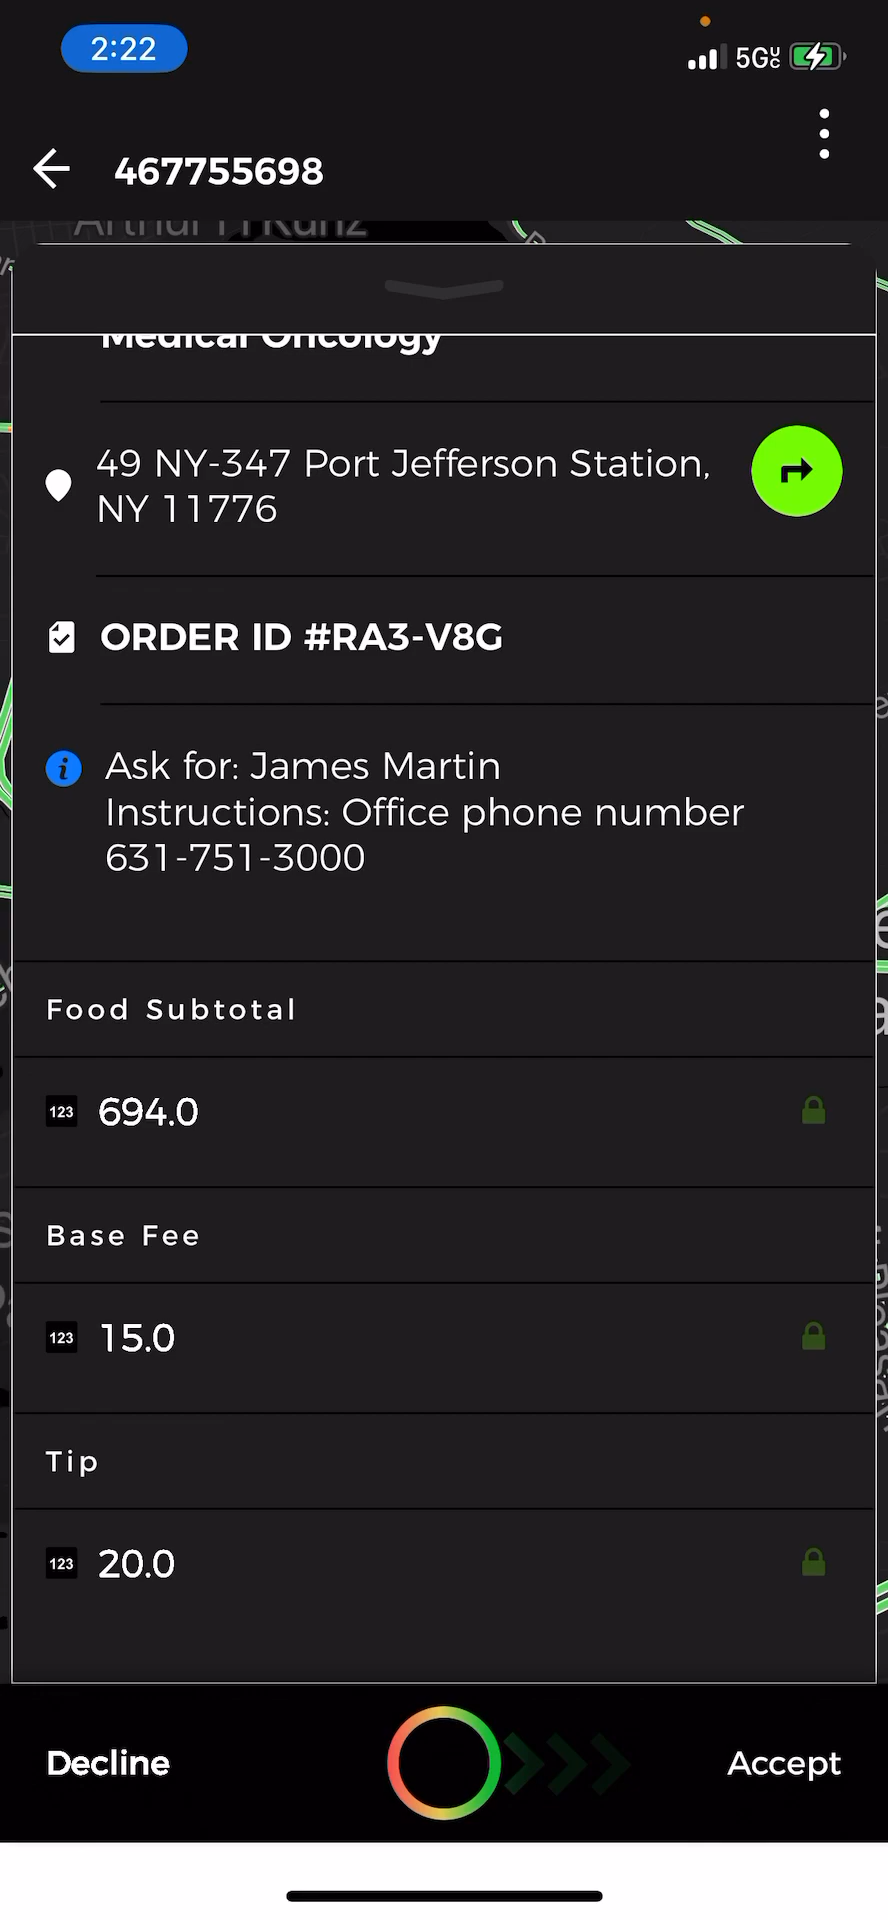 2:22
5G UC
467755698
Arthur H Kunz
Medical Oncology
49 NY-347 Port Jefferson Station,
NY 11776
ORDER ID #RA3-V8G
Ask for: James Martin
Instructions: Office phone number
631-751-3000
Food Subtotal
123 694.0
Base Fee
123 15.0
Tip
123 20.0
Decline
Accept